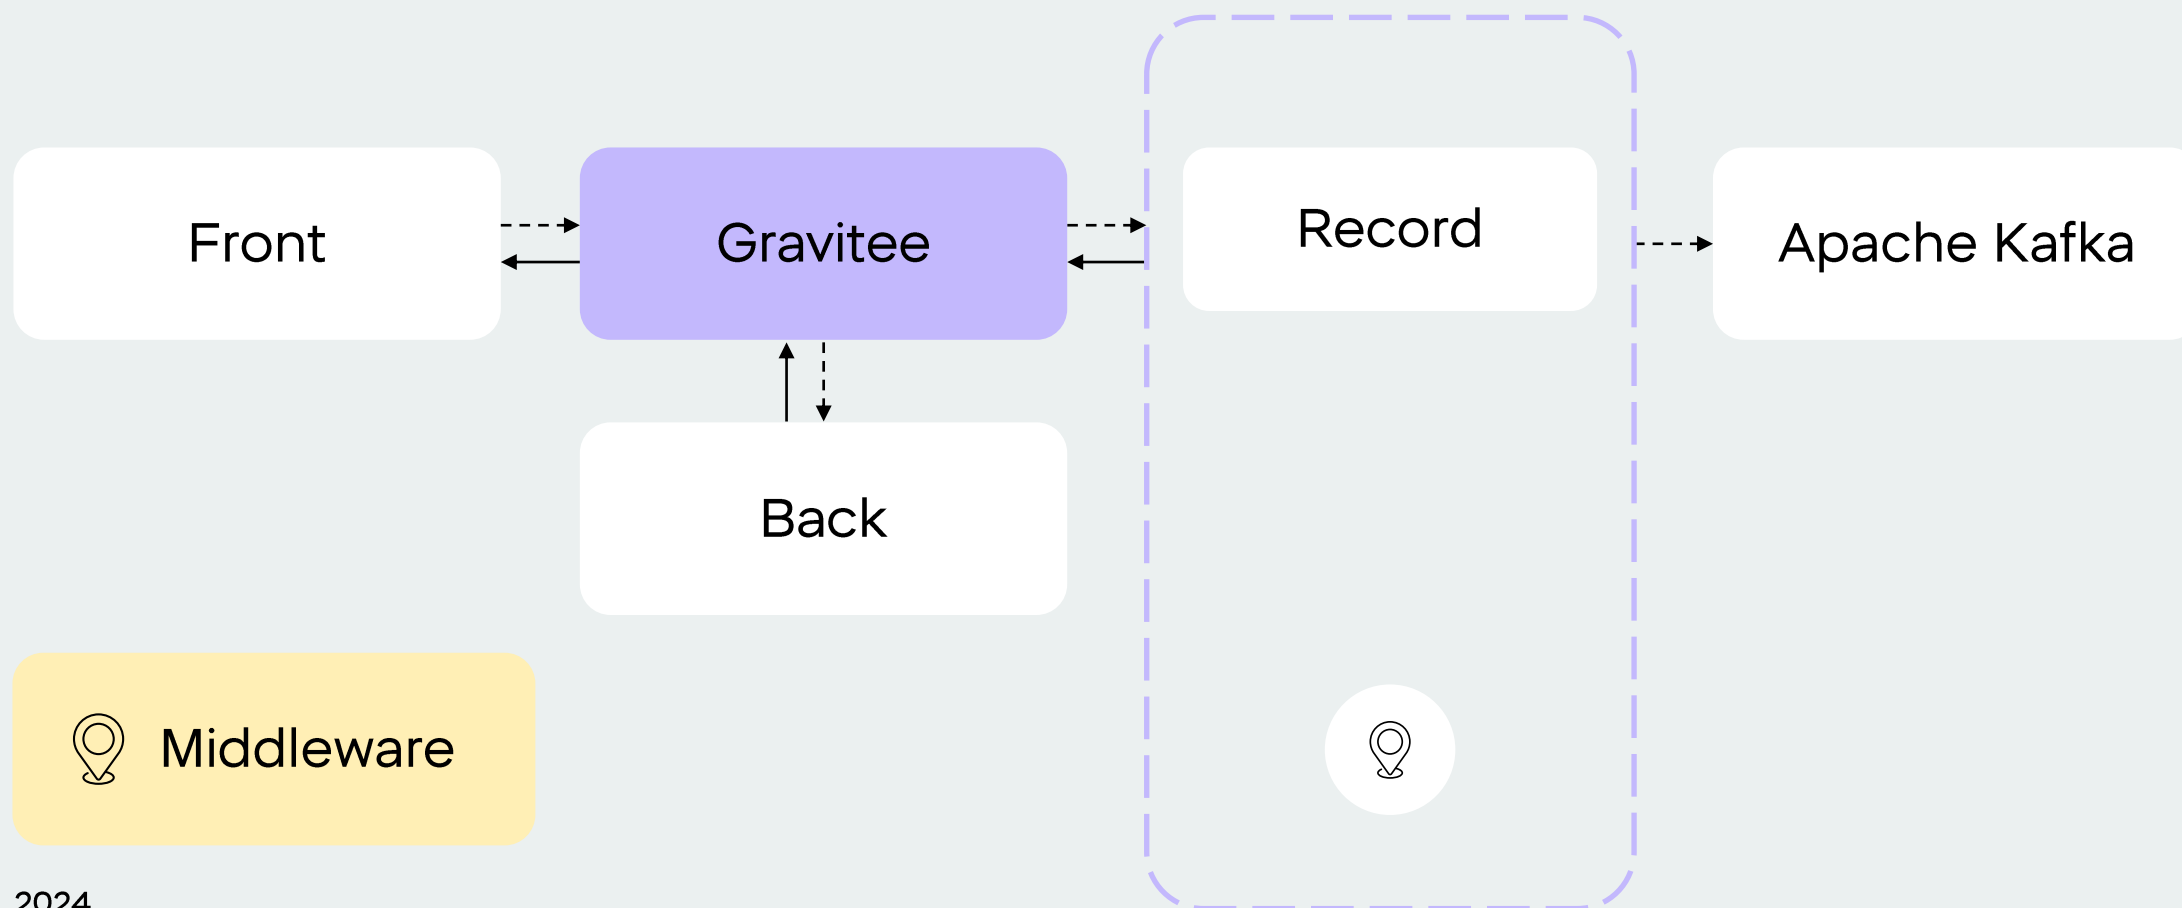 Front
Gravitee
Record
Apache Kafka
Back
Middleware
2024